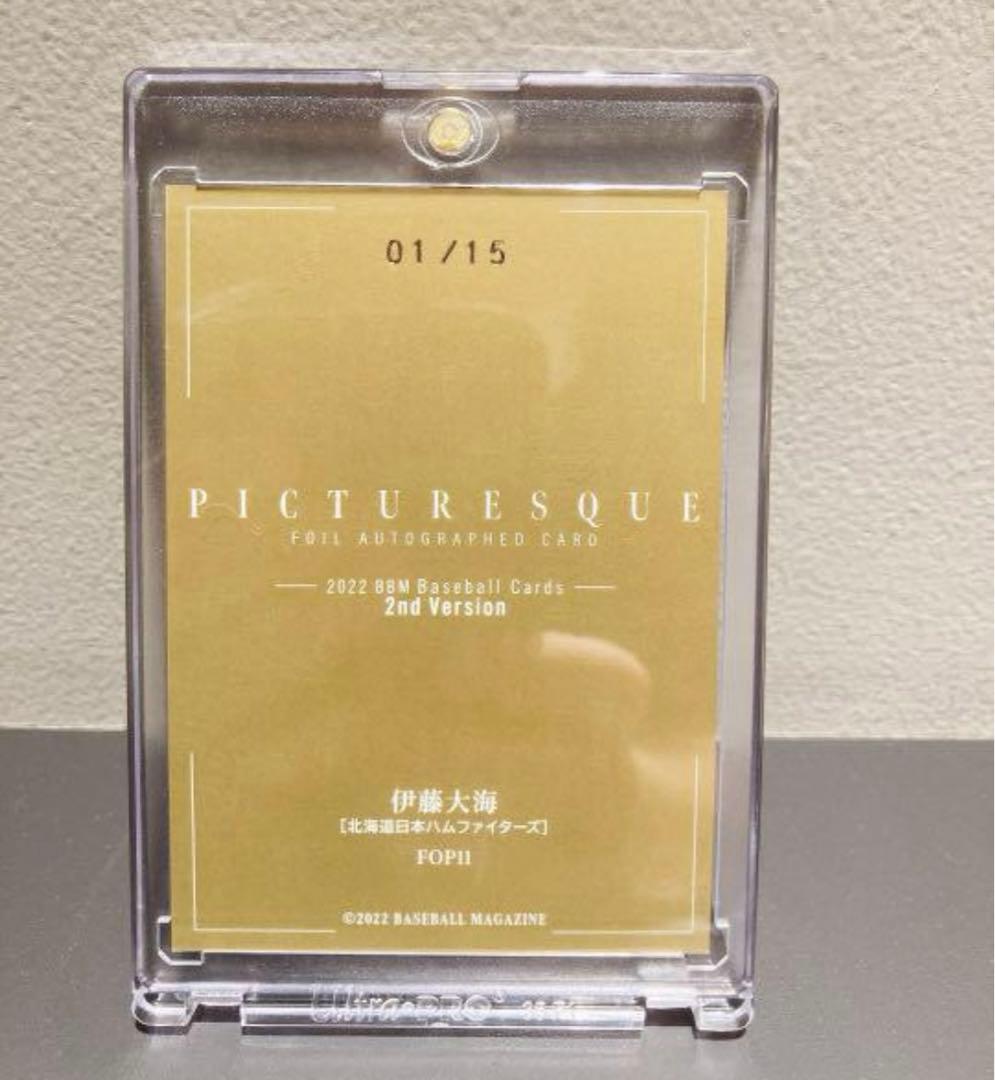 01/15
PICTURESQUE
FOIL AUTOGRAPHED CARD
2022 BBM Baseball Cards
2nd Version
伊藤大海
[北海道日本ハムファイターズ]
FOP11
©2022 BASEBALL MAGAZINE
Ultra•PRO